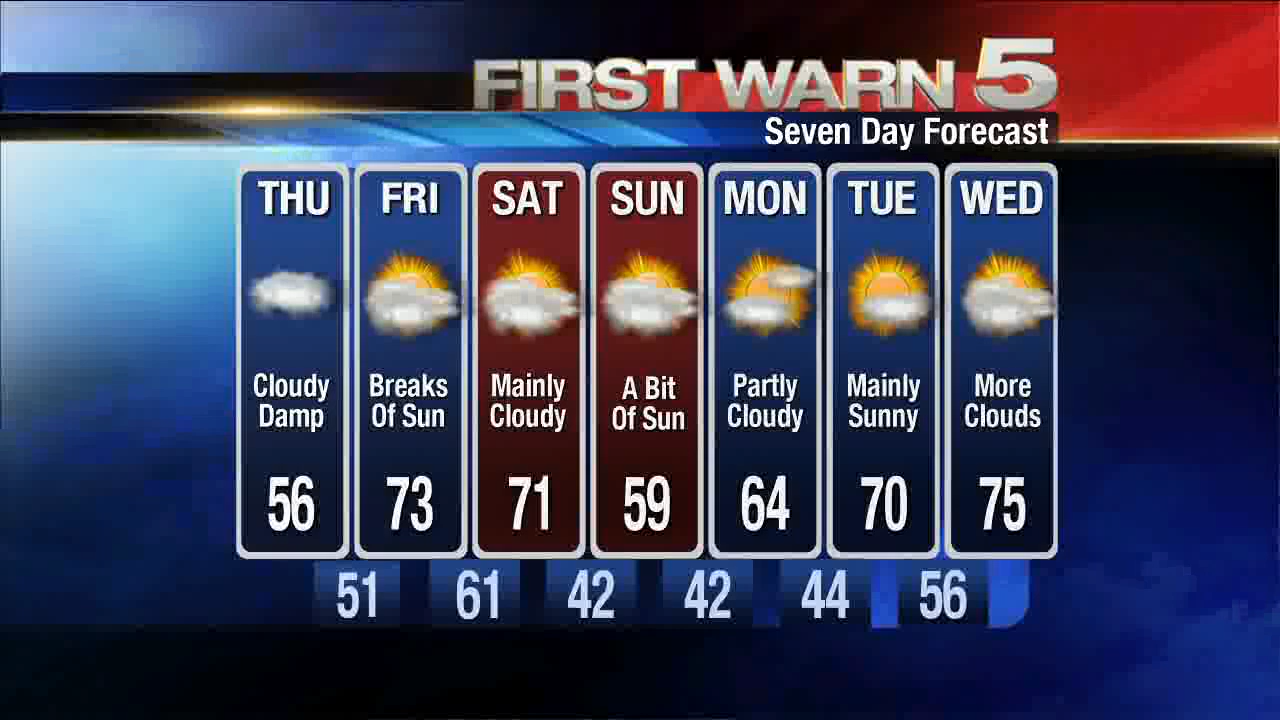 FIRST WARN 5
Seven Day Forecast
THU FRI SAT SUN MON TUE WED
Cloudy Breaks Mainly A Bit Partly Mainly More
Damp Of Sun Cloudy Of Sun Cloudy Sunny Clouds
56 73 71 59 64 70 75
51 61 42 42 44 56